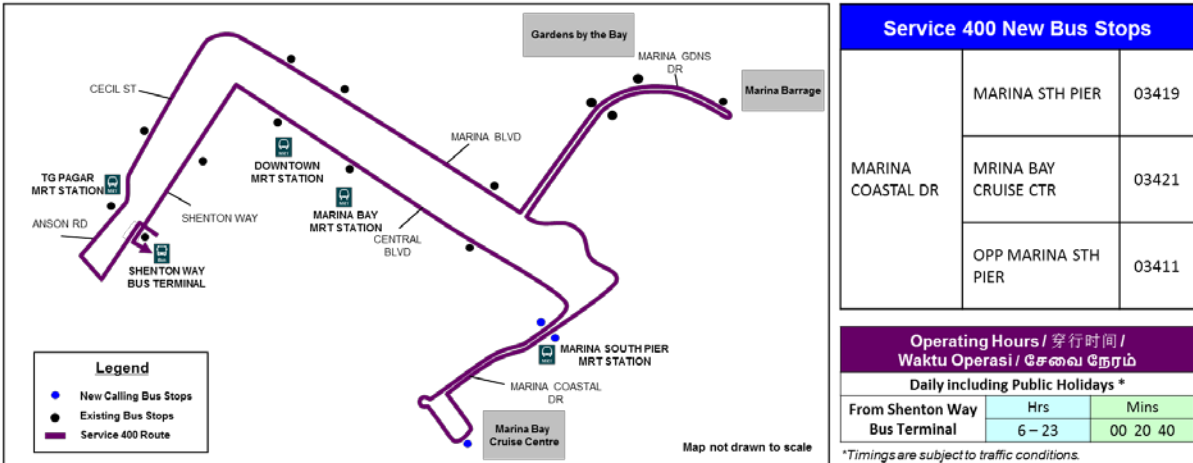 Gardens by the Bay
MARINA GDNS
DR
Marina Barrage
CECIL ST
MARINA BLVD
TG PAGAR
MRT STATION
DOWNTOWN
MRT STATION
MARINA BAY
MRT STATION
SHENTON WAY
ANSON RD
CENTRAL
BLVD
SHENTON WAY
BUS TERMINAL
MARINA SOUTH PIER
MRT STATION
MARINA COASTAL
DR
Marina Bay
Cruise Centre
Map not drawn to scale
Legend
New Calling Bus Stops
Existing Bus Stops
Service 400 Route
Service 400 New Bus Stops
MARINA
COASTAL DR
MARINA STH PIER 03419
MRINA BAY
CRUISE CTR 03421
OPP MARINA STH
PIER 03411
Operating Hours / 穿行时间 /
Waktu Operasi / சேவை நேரம்
Daily including Public Holidays *
From Shenton Way
Bus Terminal
Hrs Mins
6 – 23 00 20 40
*Timings are subject to traffic conditions.